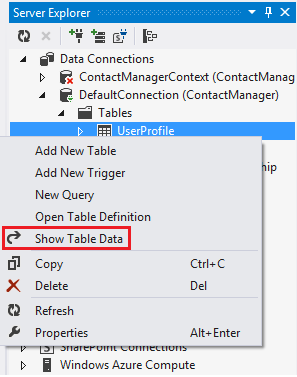 Server Explorer
Data Connections
ContactManagerContext (ContactManag
DefaultConnection (ContactManager)
Tables
UserProfile
Add New Table
Add New Trigger
ship
New Query
Open Table Definition
Show Table Data
Copy Ctrl+C
Delete Del
Refresh
Properties Alt+Enter
SharePoint Connections
Windows Azure Compute